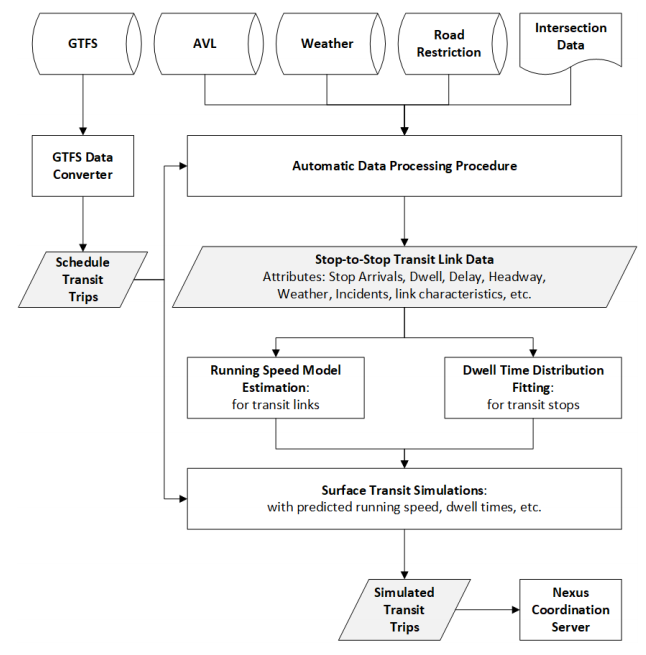 GTFS
AVL
Weather
Road
Restriction
Intersection
Data
GTFS Data
Converter
Automatic Data Processing Procedure
Schedule
Transit
Trips
Stop-to-Stop Transit Link Data
Attributes: Stop Arrivals, Dwell, Delay, Headway,
Weather, Incidents, link characteristics, etc.
Running Speed Model
Estimation:
for transit links
Dwell Time Distribution
Fitting:
for transit stops
Surface Transit Simulations:
with predicted running speed, dwell times, etc.
Simulated
Transit
Trips
Nexus
Coordination
Server